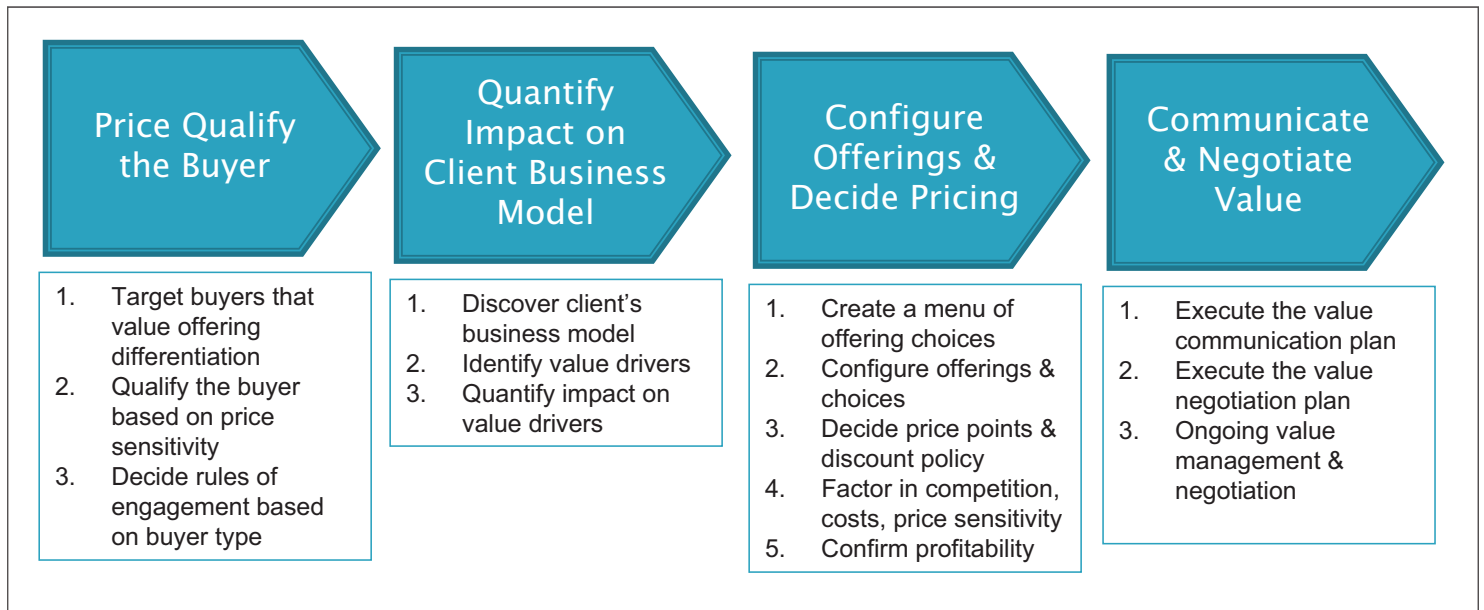 Price Qualify
the Buyer
1. Target buyers that
value offering
differentiation
2. Qualify the buyer
based on price
sensitivity
3. Decide rules of
engagement based
on buyer type
Quantify
Impact on
Client Business
Model
1. Discover client's
business model
2. Identify value drivers
3. Quantify impact on
value drivers
Configure
Offerings &
Decide Pricing
1. Create a menu of
offering choices
2. Configure offerings &
choices
3. Decide price points &
discount policy
4. Factor in competition,
costs, price sensitivity
5. Confirm profitability
Communicate
& Negotiate
Value
1. Execute the value
communication plan
2. Execute the value
negotiation plan
3. Ongoing value
management &
negotiation